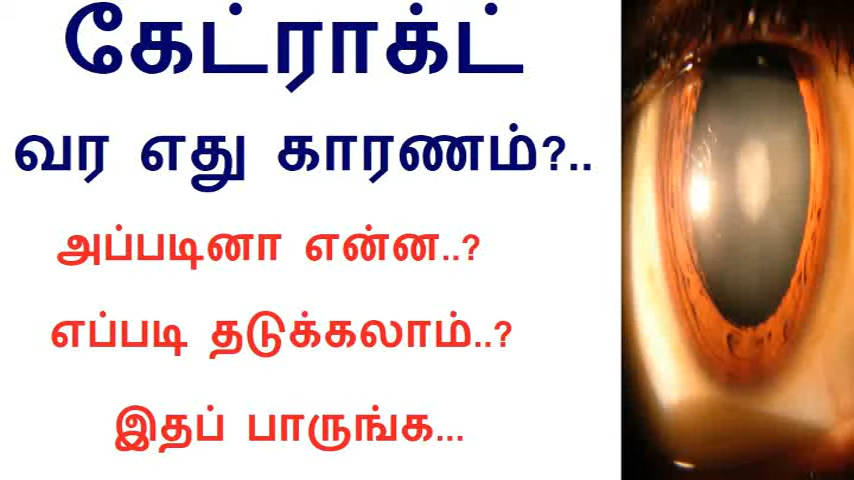 கேட்ராக்ட்
வர எது காரணம்?..
அப்படினா என்ன..?
எப்படி தடுக்கலாம்..?
இதப் பாருங்க...